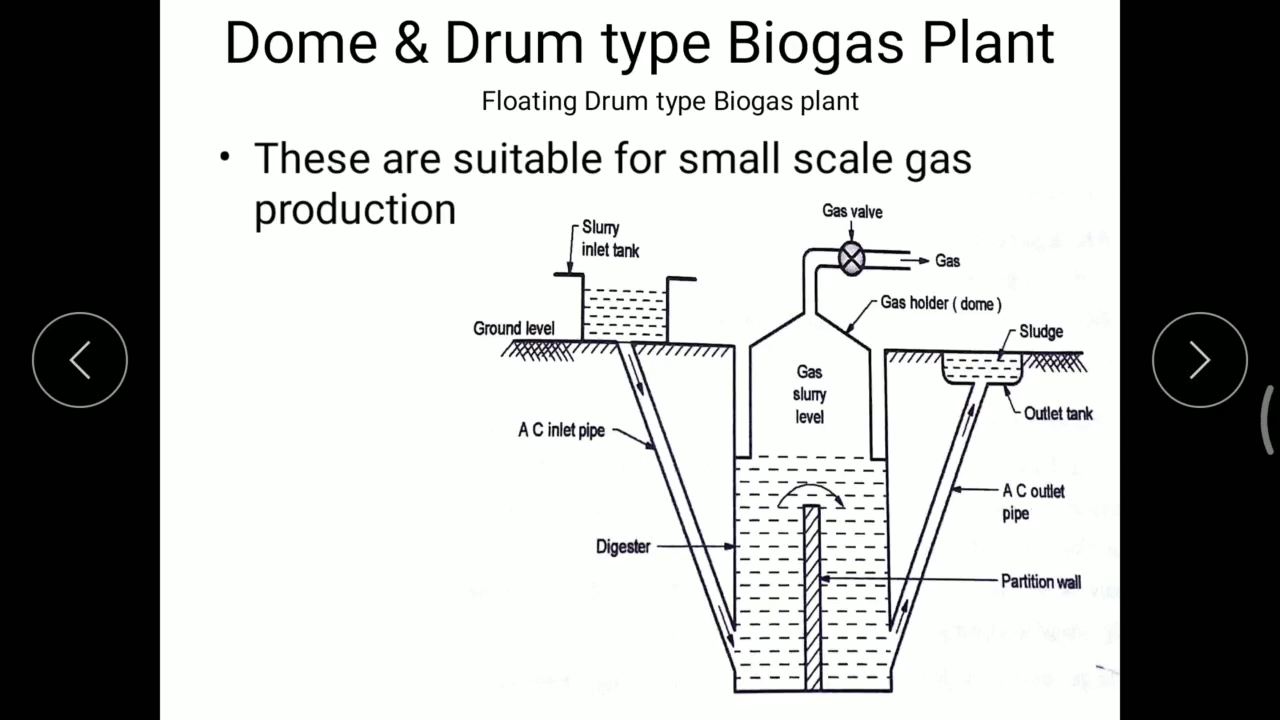 Dome & Drum type Biogas Plant
Floating Drum type Biogas plant
• These are suitable for small scale gas
production
Gas valve
Slurry
inlet tank
Gas
Gas holder ( dome )
Ground level
Sludge
Gas
slurry
level
Outlet tank
A C inlet pipe
A C outlet
pipe
Digester
Partition wall